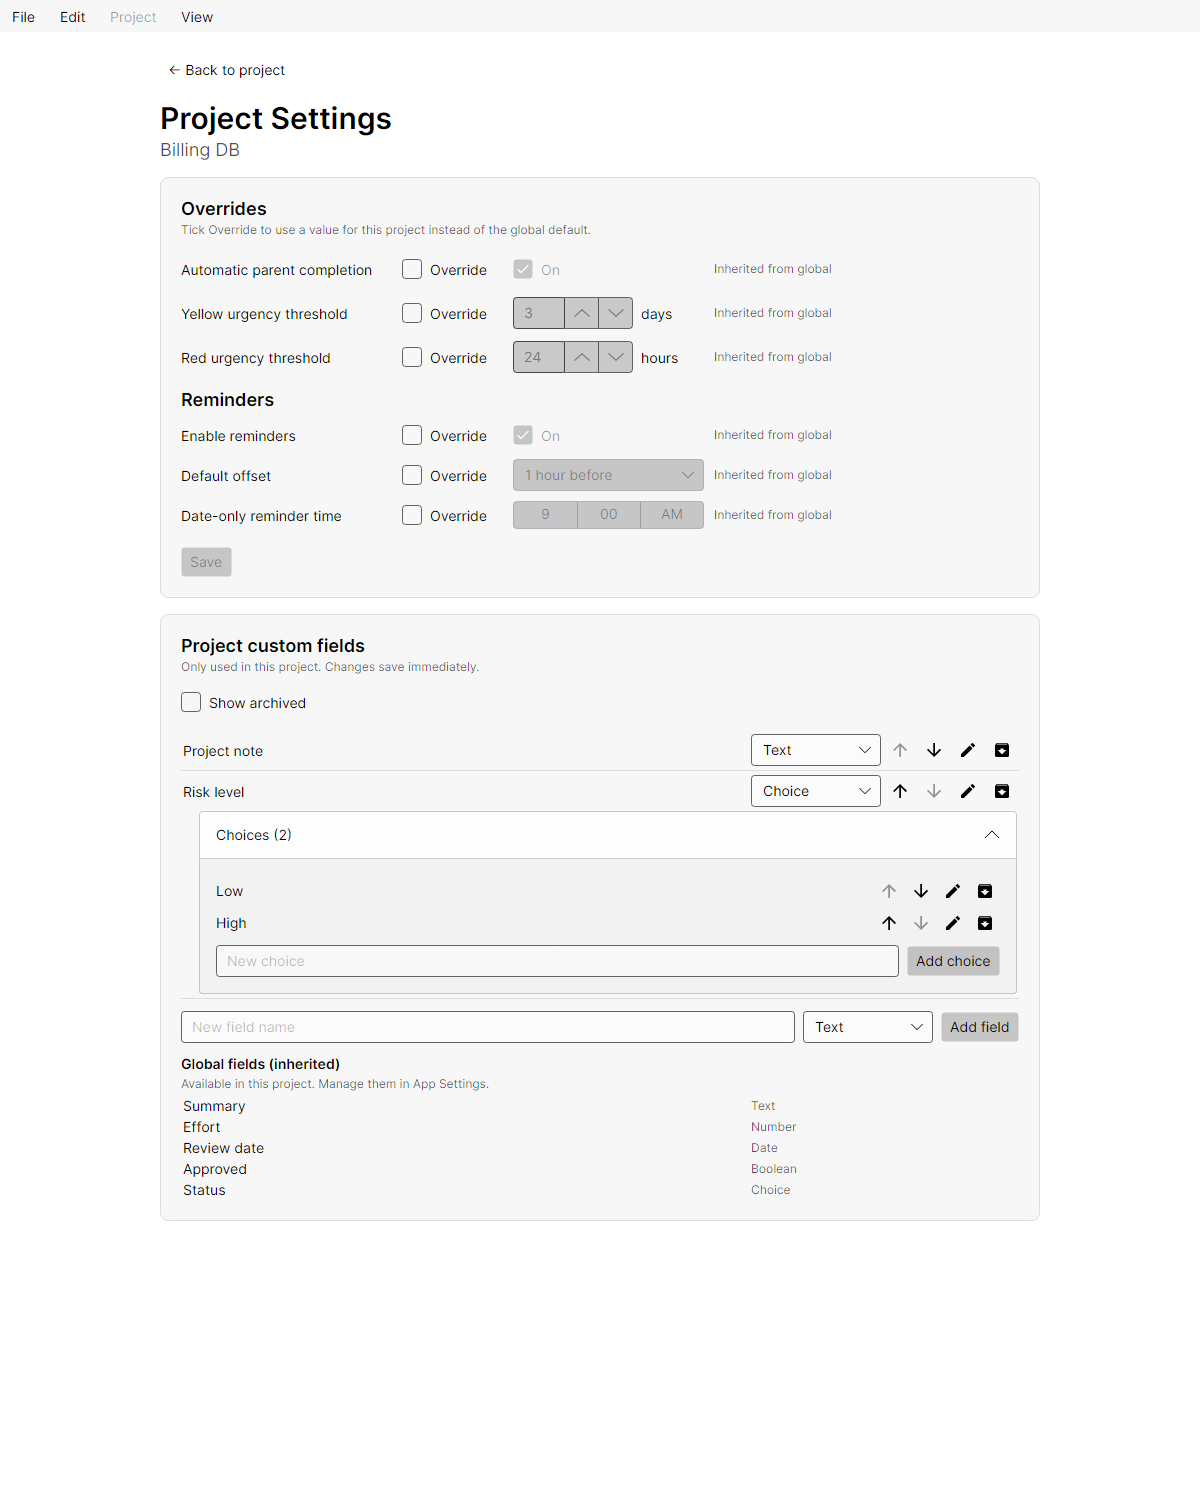 File Edit Project View
← Back to project
Project Settings
Billing DB
Overrides
Tick Override to use a value for this project instead of the global default.
Automatic parent completion Override On Inherited from global
Yellow urgency threshold Override 3 days Inherited from global
Red urgency threshold Override 24 hours Inherited from global
Reminders
Enable reminders Override On Inherited from global
Default offset Override 1 hour before Inherited from global
Date-only reminder time Override 9 00 AM Inherited from global
Save
Project custom fields
Only used in this project. Changes save immediately.
Show archived
Project note Text
Risk level Choice
Choices (2)
Low
High
New choice Add choice
New field name Text Add field
Global fields (inherited)
Available in this project. Manage them in App Settings.
Summary Text
Effort Number
Review date Date
Approved Boolean
Status Choice